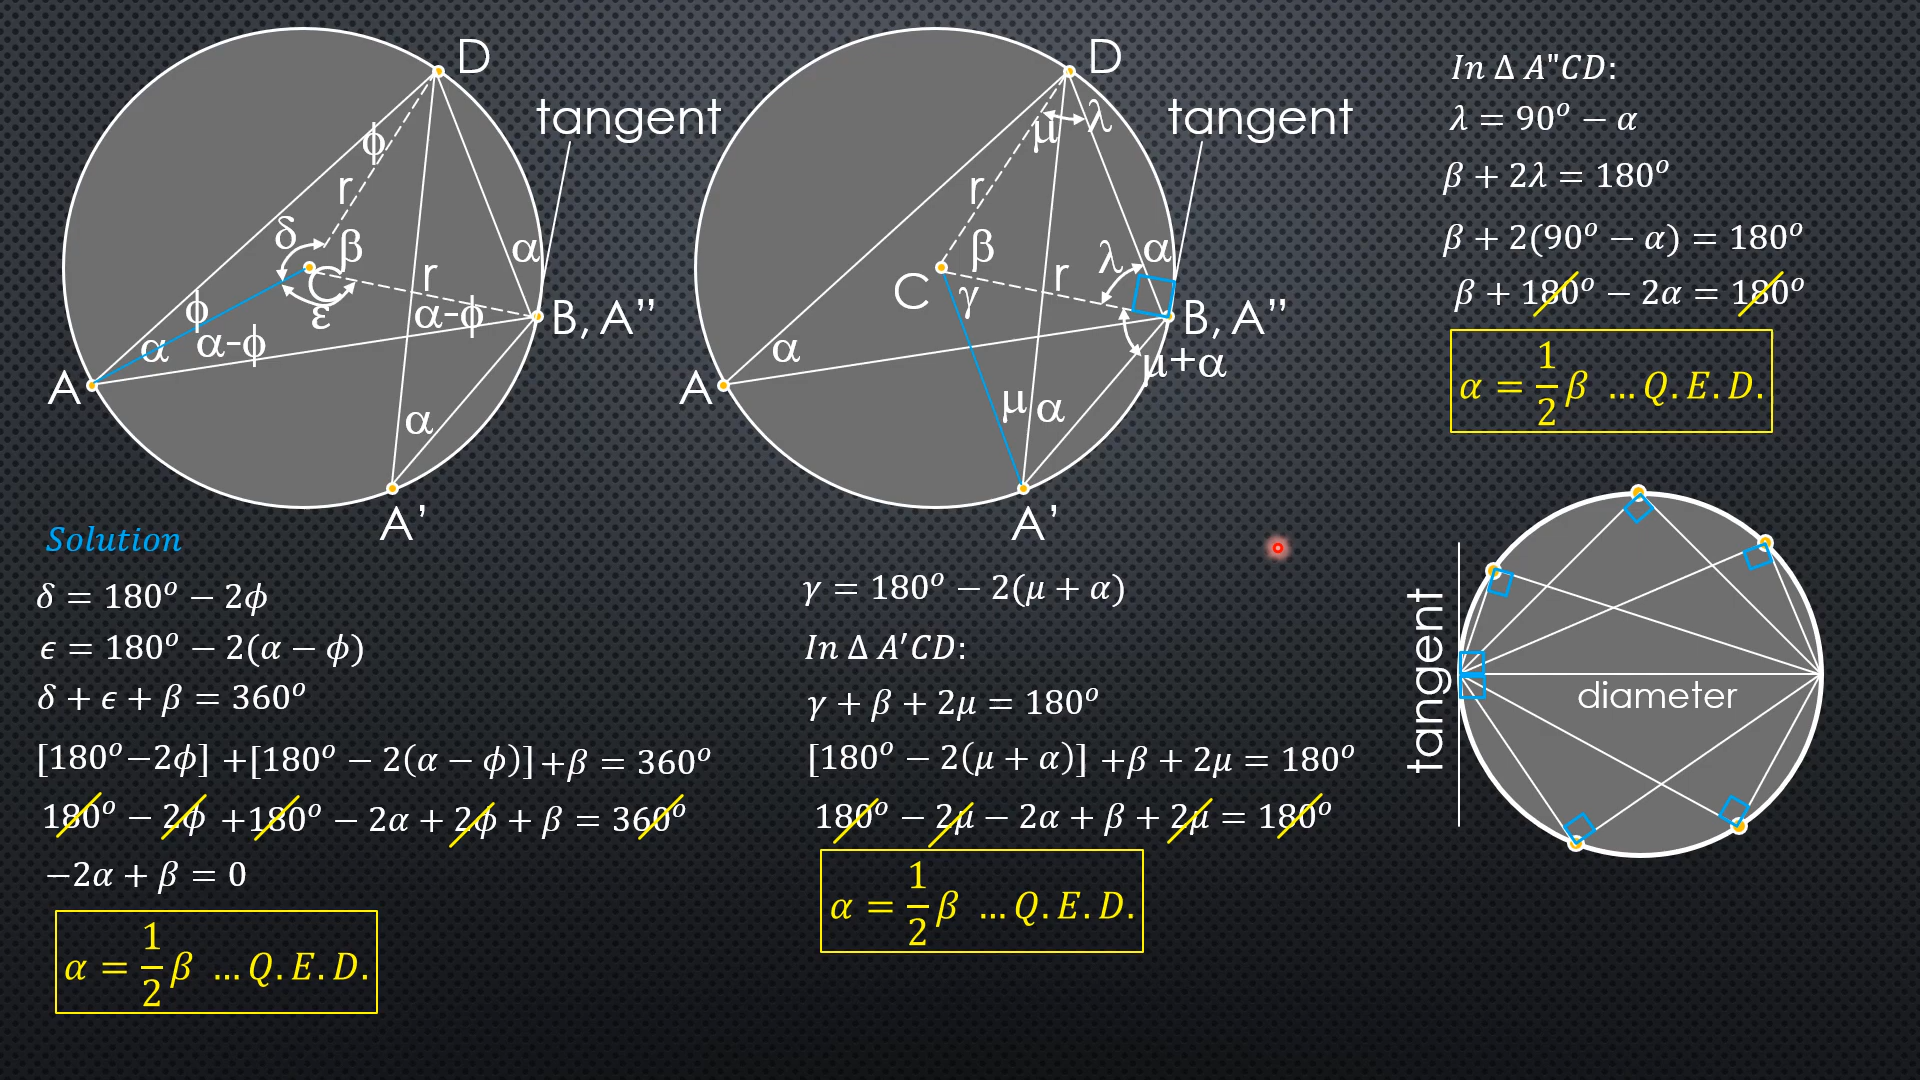 D
tangent
ϕ
r
δ
β
α
C
r
ϕ
ε
α-ϕ
B, A”
α
α-ϕ
A
α
A’
D
tangent
μ
λ
r
β
λ
α
C
γ
r
B, A”
α
μ+α
A
μ
α
A’
In Δ A"CD:
λ = 90° − α
β + 2λ = 180°
β + 2(90° − α) = 180°
β + 180° − 2α = 180°
α = 1/2 β ...Q.E.D.
Solution
δ = 180° − 2ϕ
ϵ = 180° − 2(α − ϕ)
δ + ϵ + β = 360°
[180°−2ϕ] +[180° − 2(α − ϕ)]+β = 360°
180° − 2ϕ +180° − 2α + 2ϕ + β = 360°
−2α + β = 0
α = 1/2 β ...Q.E.D.
γ = 180° − 2(μ + α)
In Δ A′CD:
γ + β + 2μ = 180°
[180° − 2(μ + α)] +β + 2μ = 180°
180° − 2μ − 2α + β + 2μ = 180°
α = 1/2 β ...Q.E.D.
tangent
diameter